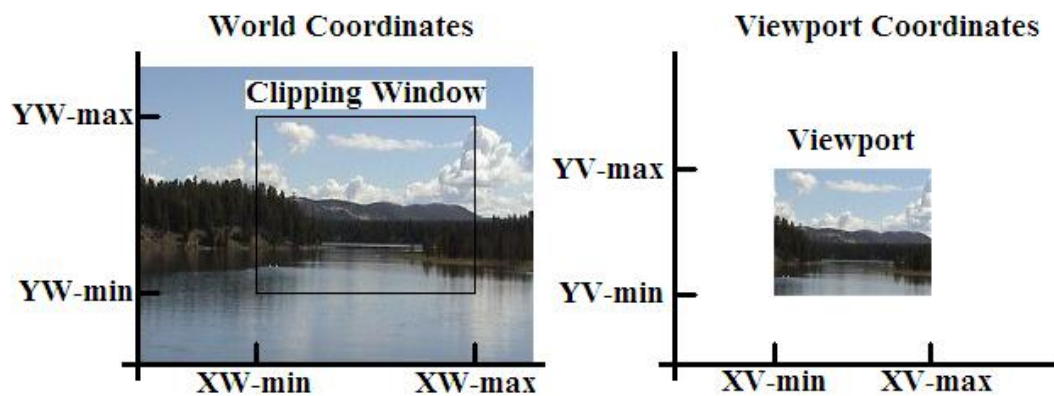 World Coordinates
Clipping Window
YW-max
YW-min
XW-min XW-max
Viewport Coordinates
Viewport
YV-max
YV-min
XV-min XV-max